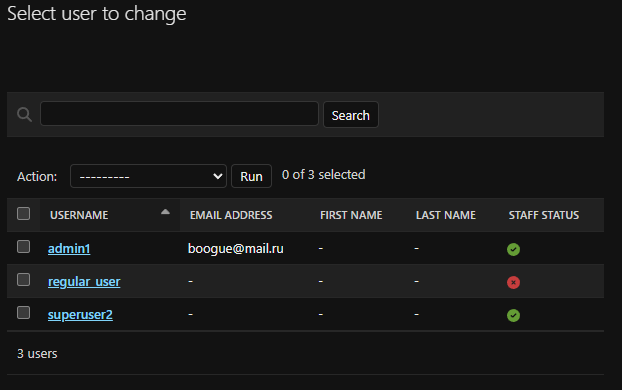 Select user to change
Search
Action: --------- Run 0 of 3 selected
USERNAME EMAIL ADDRESS FIRST NAME LAST NAME STAFF STATUS
admin1 boogue@mail.ru - -
regular_user - - -
superuser2 - - -
3 users